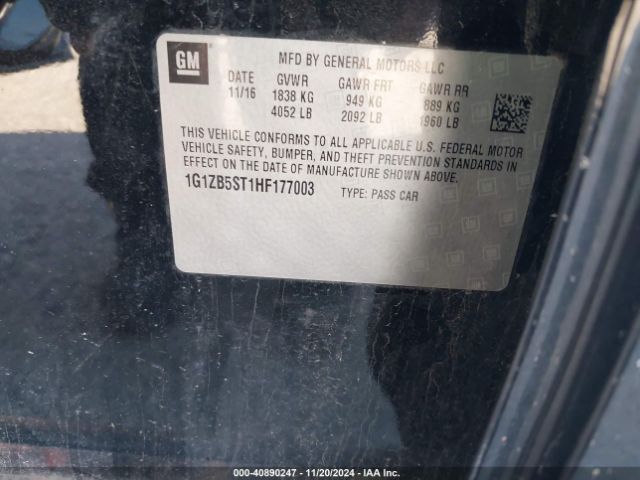 GM
MFD BY GENERAL MOTORS LLC
DATE GVWR GAWR FRT GAWR RR
11/16 1838 KG 949 KG 889 KG
4052 LB 2092 LB 1960 LB
THIS VEHICLE CONFORMS TO ALL APPLICABLE U.S. FEDERAL MOTOR
VEHICLE SAFETY, BUMPER, AND THEFT PREVENTION STANDARDS IN
EFFECT ON THE DATE OF MANUFACTURE SHOWN ABOVE.
1G1ZB5ST1HF177003 TYPE: PASS CAR
000-40890247 - 11/20/2024 - IAA Inc.